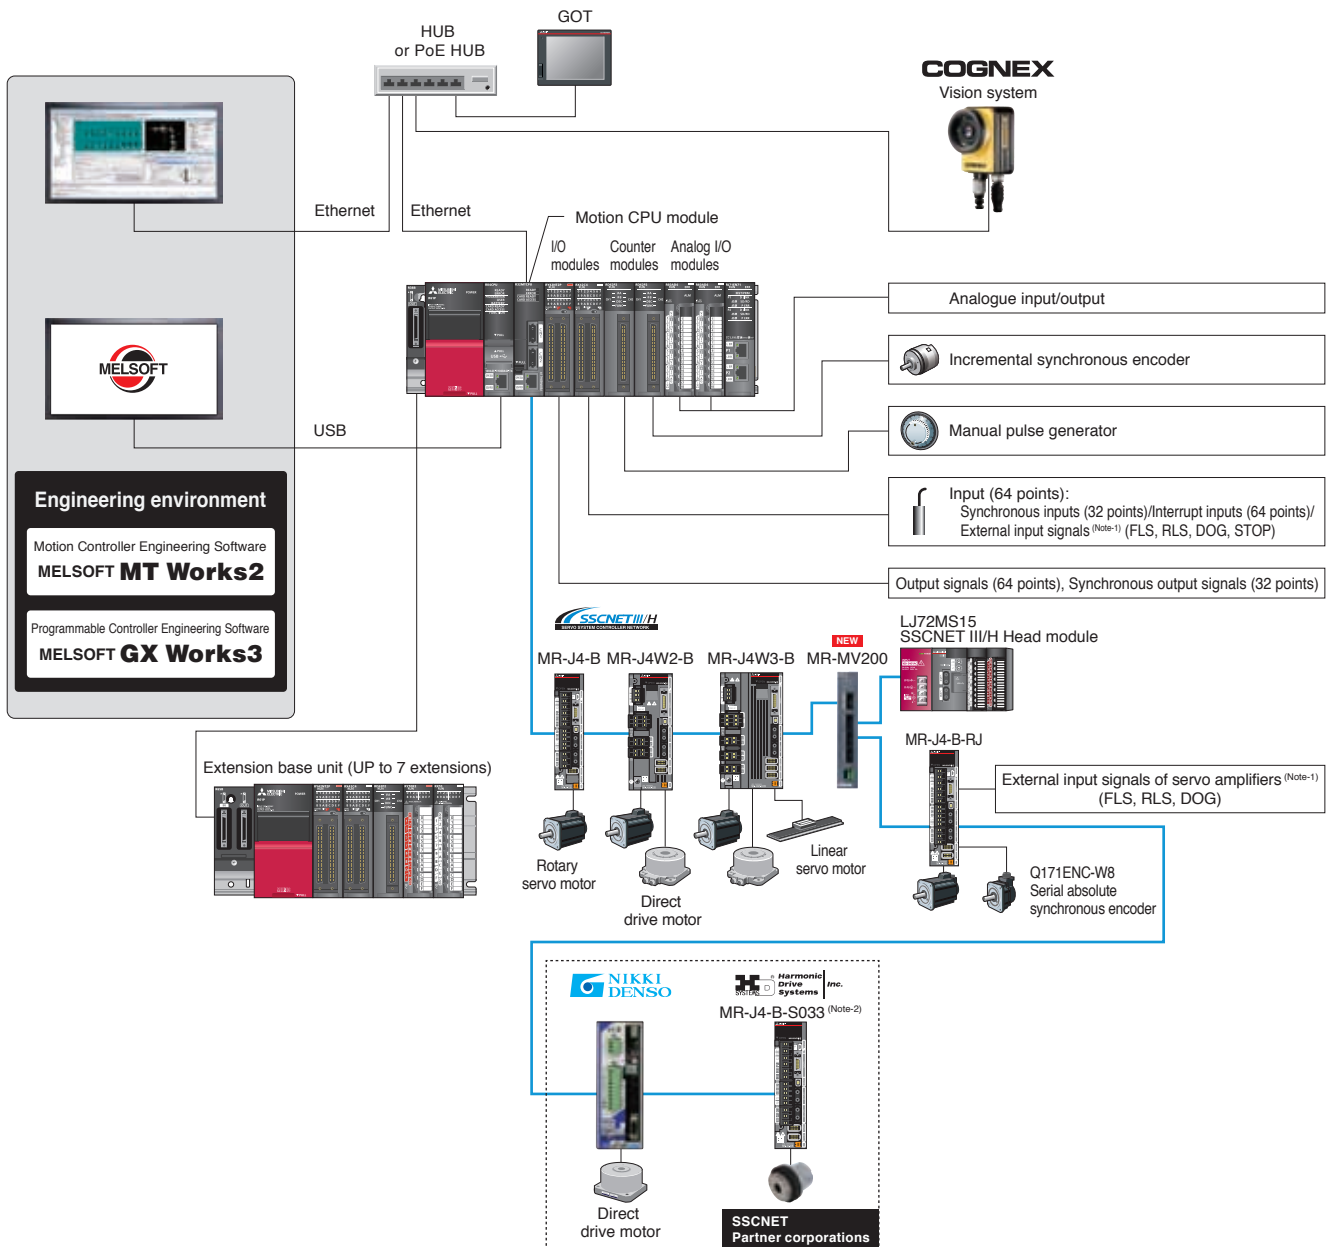 GOT
HUB
or PoE HUB
COGNEX
Vision system
COGNEX
Ethernet
Ethernet
Motion CPU module
I/O
modules
Counter
modules
Analog I/O
modules
Analogue input/output
Incremental synchronous encoder
MELSOFT
USB
Manual pulse generator
Engineering environment
Motion Controller Engineering Software
MELSOFT MT Works2
Programmable Controller Engineering Software
MELSOFT GX Works3
Input (64 points):
Synchronous inputs (32 points)/Interrupt inputs (64 points)/
External input signals (Note-1) (FLS, RLS, DOG, STOP)
Output signals (64 points), Synchronous output signals (32 points)
SSCNETIII/H
SERVO SYSTEM CONTROLLER NETWORK
LJ72MS15
SSCNET III/H Head module
NEW
MR-J4-B
MR-J4W2-B
MR-J4W3-B
MR-MV200
MR-J4-B-RJ
Extension base unit (UP to 7 extensions)
External input signals of servo amplifiers (Note-1)
(FLS, RLS, DOG)
Rotary
servo motor
Direct
drive motor
Linear
servo motor
Q171ENC-W8
Serial absolute
synchronous encoder
NIKKI
DENSO
Harmonic
Drive
Systems
Inc.
SYSTEMS
MR-J4-B-S033 (Note-2)
Direct
drive motor
SSCNET
Partner corporations